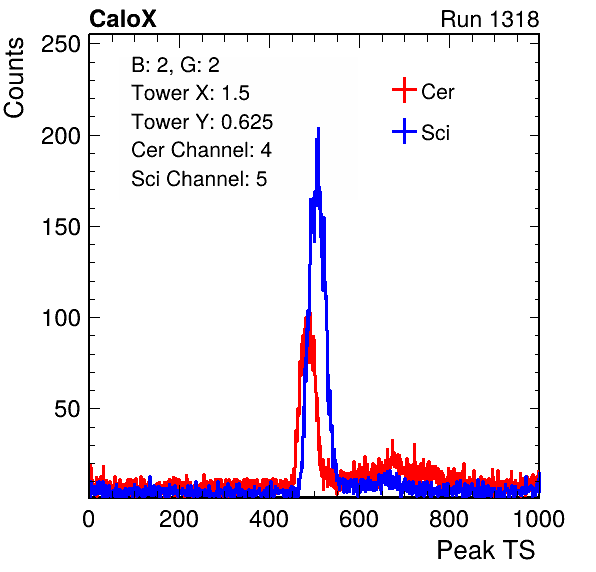 CaloX Run 1318
Counts
250
200
150
100
50
B: 2, G: 2
Tower X: 1.5
Tower Y: 0.625
Cer Channel: 4
Sci Channel: 5
Cer
Sci
0 200 400 600 800 1000
Peak TS